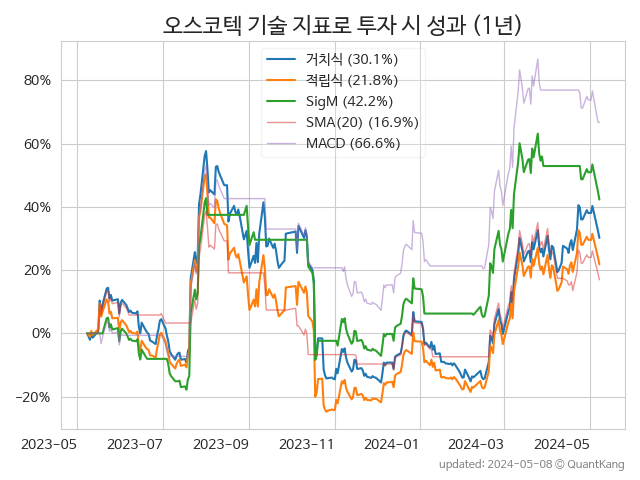 오스코텍 기술 지표로 투자 시 성과 (1년)
거치식 (30.1%)
적립식 (21.8%)
SigM (42.2%)
SMA(20) (16.9%)
MACD (66.6%)
80%
60%
40%
20%
0%
−20%
2023-05 2023-07 2023-09 2023-11 2024-01 2024-03 2024-05
updated: 2024-05-08 ⓒ QuantKang